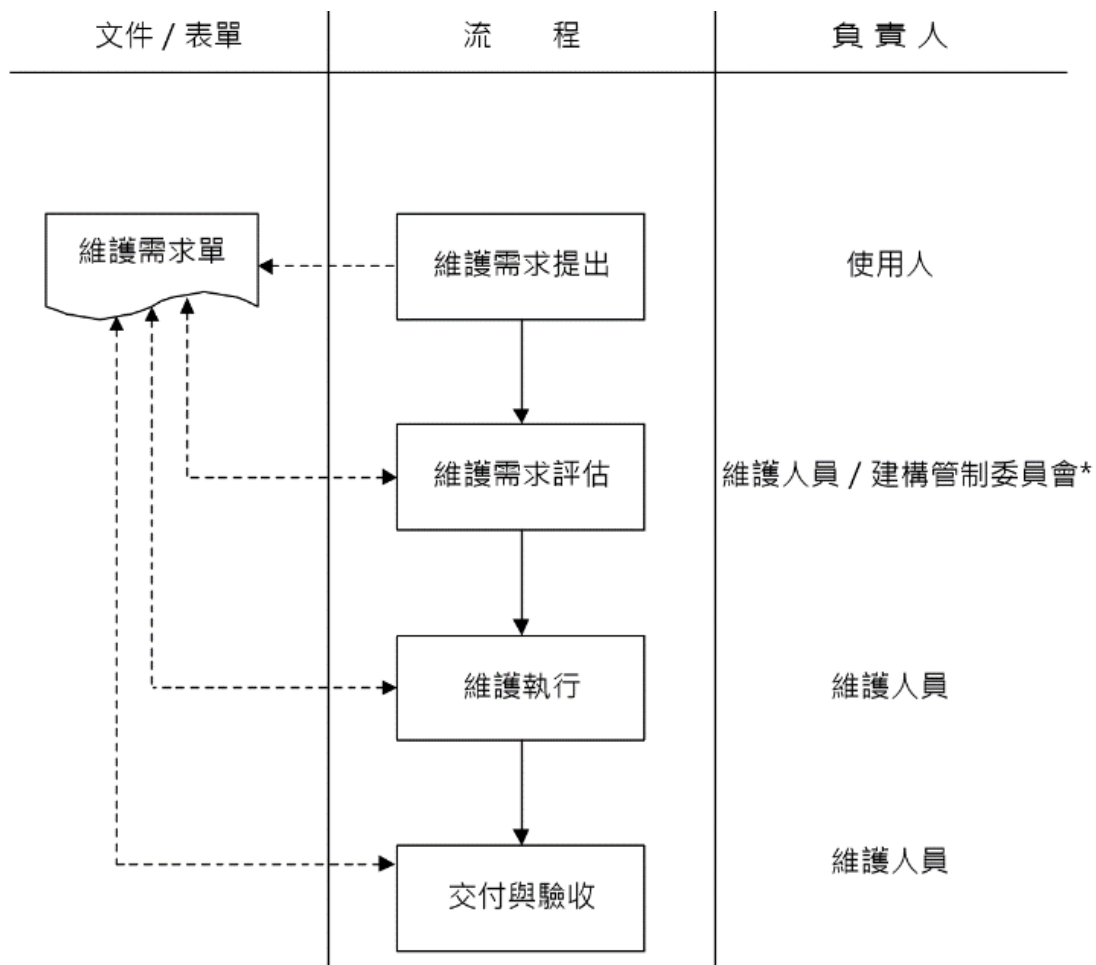 文件 / 表單
流 程
負 責 人
維護需求單
維護需求提出
使用人
維護需求評估
維護人員 / 建構管制委員會*
維護執行
維護人員
交付與驗收
維護人員